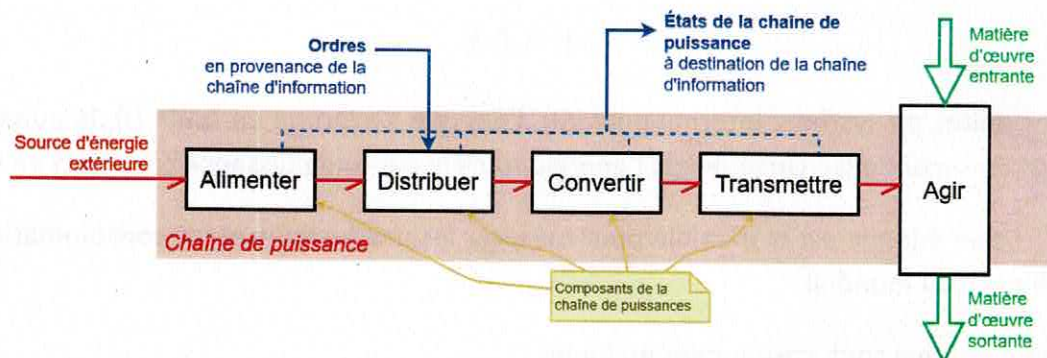 Ordres
en provenance de la
chaîne d'information
États de la chaîne de
puissance
à destination de la chaîne
d'information
Matière
d'œuvre
entrante
Source d'énergie
extérieure
Alimenter
Distribuer
Convertir
Transmettre
Agir
Chaîne de puissance
Composants de la
chaîne de puissances
Matière
d'œuvre
sortante